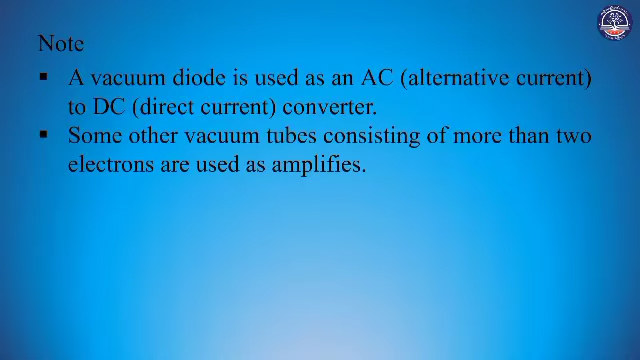 Note
▪ A vacuum diode is used as an AC (alternative current)
to DC (direct current) converter.
▪ Some other vacuum tubes consisting of more than two
electrons are used as amplifies.